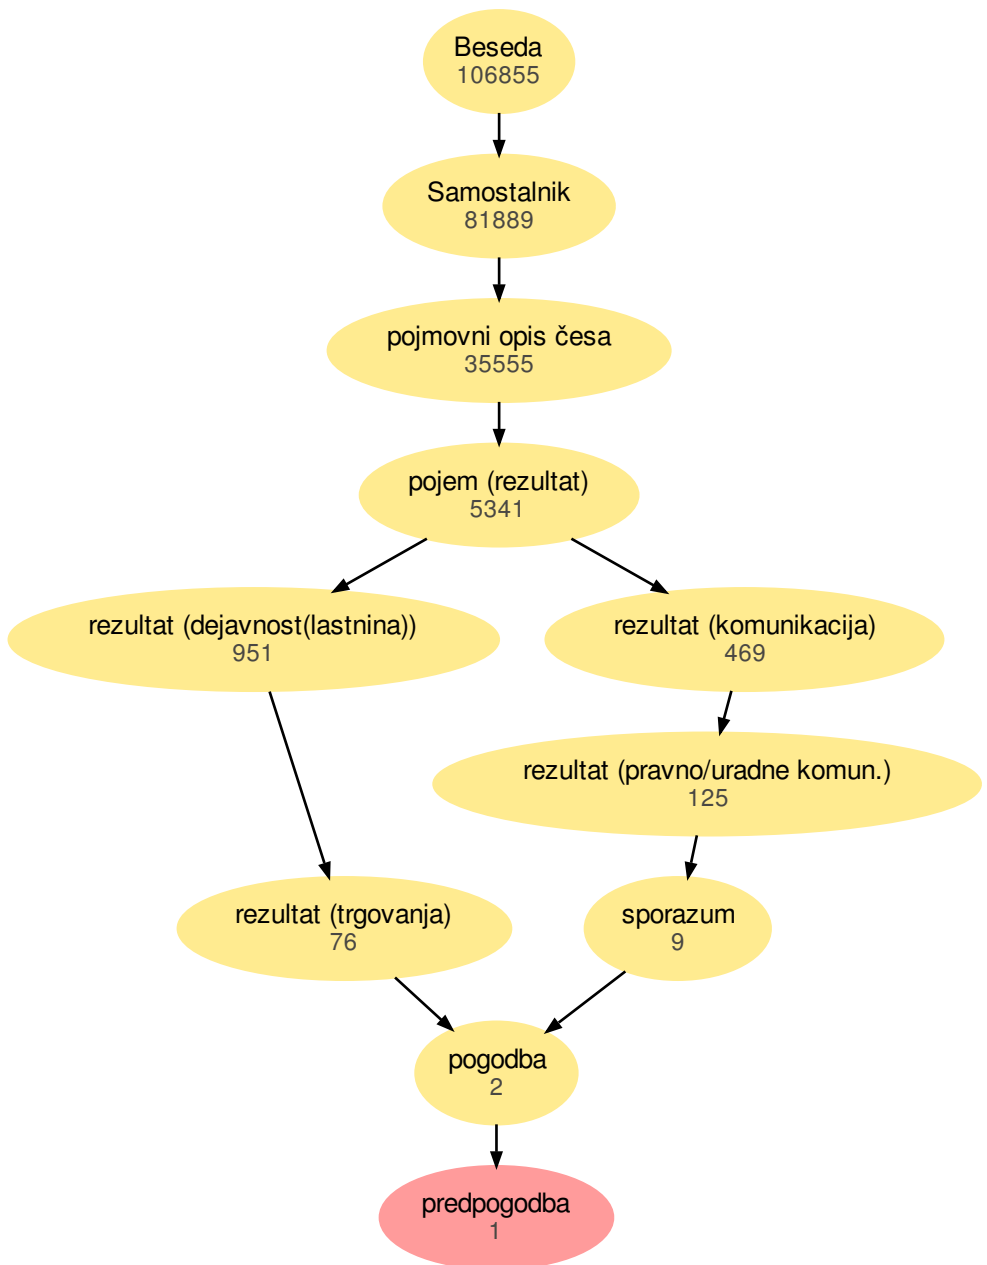 Beseda
106855
Samostalnik
81889
pojmovni opis česa
35555
pojem (rezultat)
5341
rezultat (dejavnost(lastnina))
951
rezultat (komunikacija)
469
rezultat (pravno/uradne komun.)
125
rezultat (trgovanja)
76
sporazum
9
pogodba
2
predpogodba
1